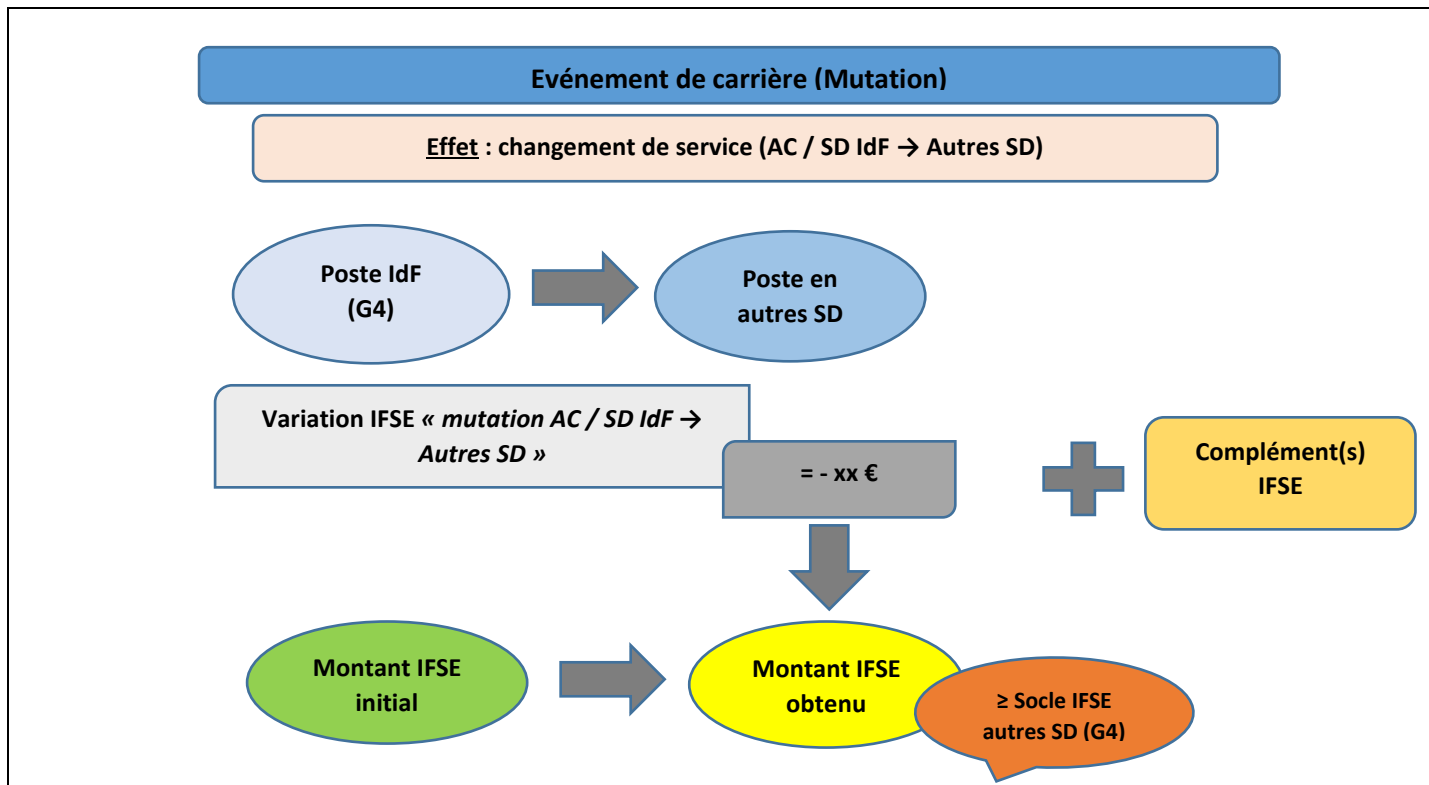 Evénement de carrière (Mutation)
Effet : changement de service (AC / SD IdF → Autres SD)
Poste IdF
(G4)
Poste en
autres SD
Variation IFSE « mutation AC / SD IdF →
Autres SD »
= - xx €
Complément(s)
IFSE
Montant IFSE
initial
Montant IFSE
obtenu
≥ Socle IFSE
autres SD (G4)